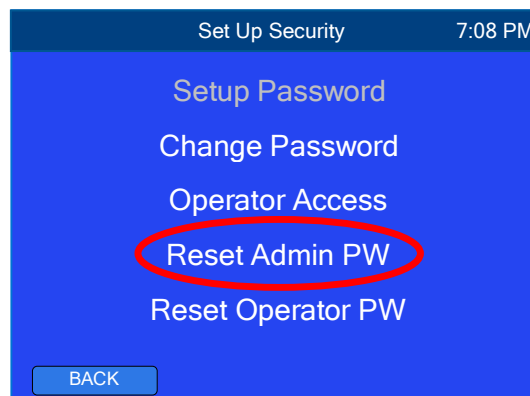 Set Up Security 7:08 PM
Setup Password
Change Password
Operator Access
Reset Admin PW
Reset Operator PW
BACK